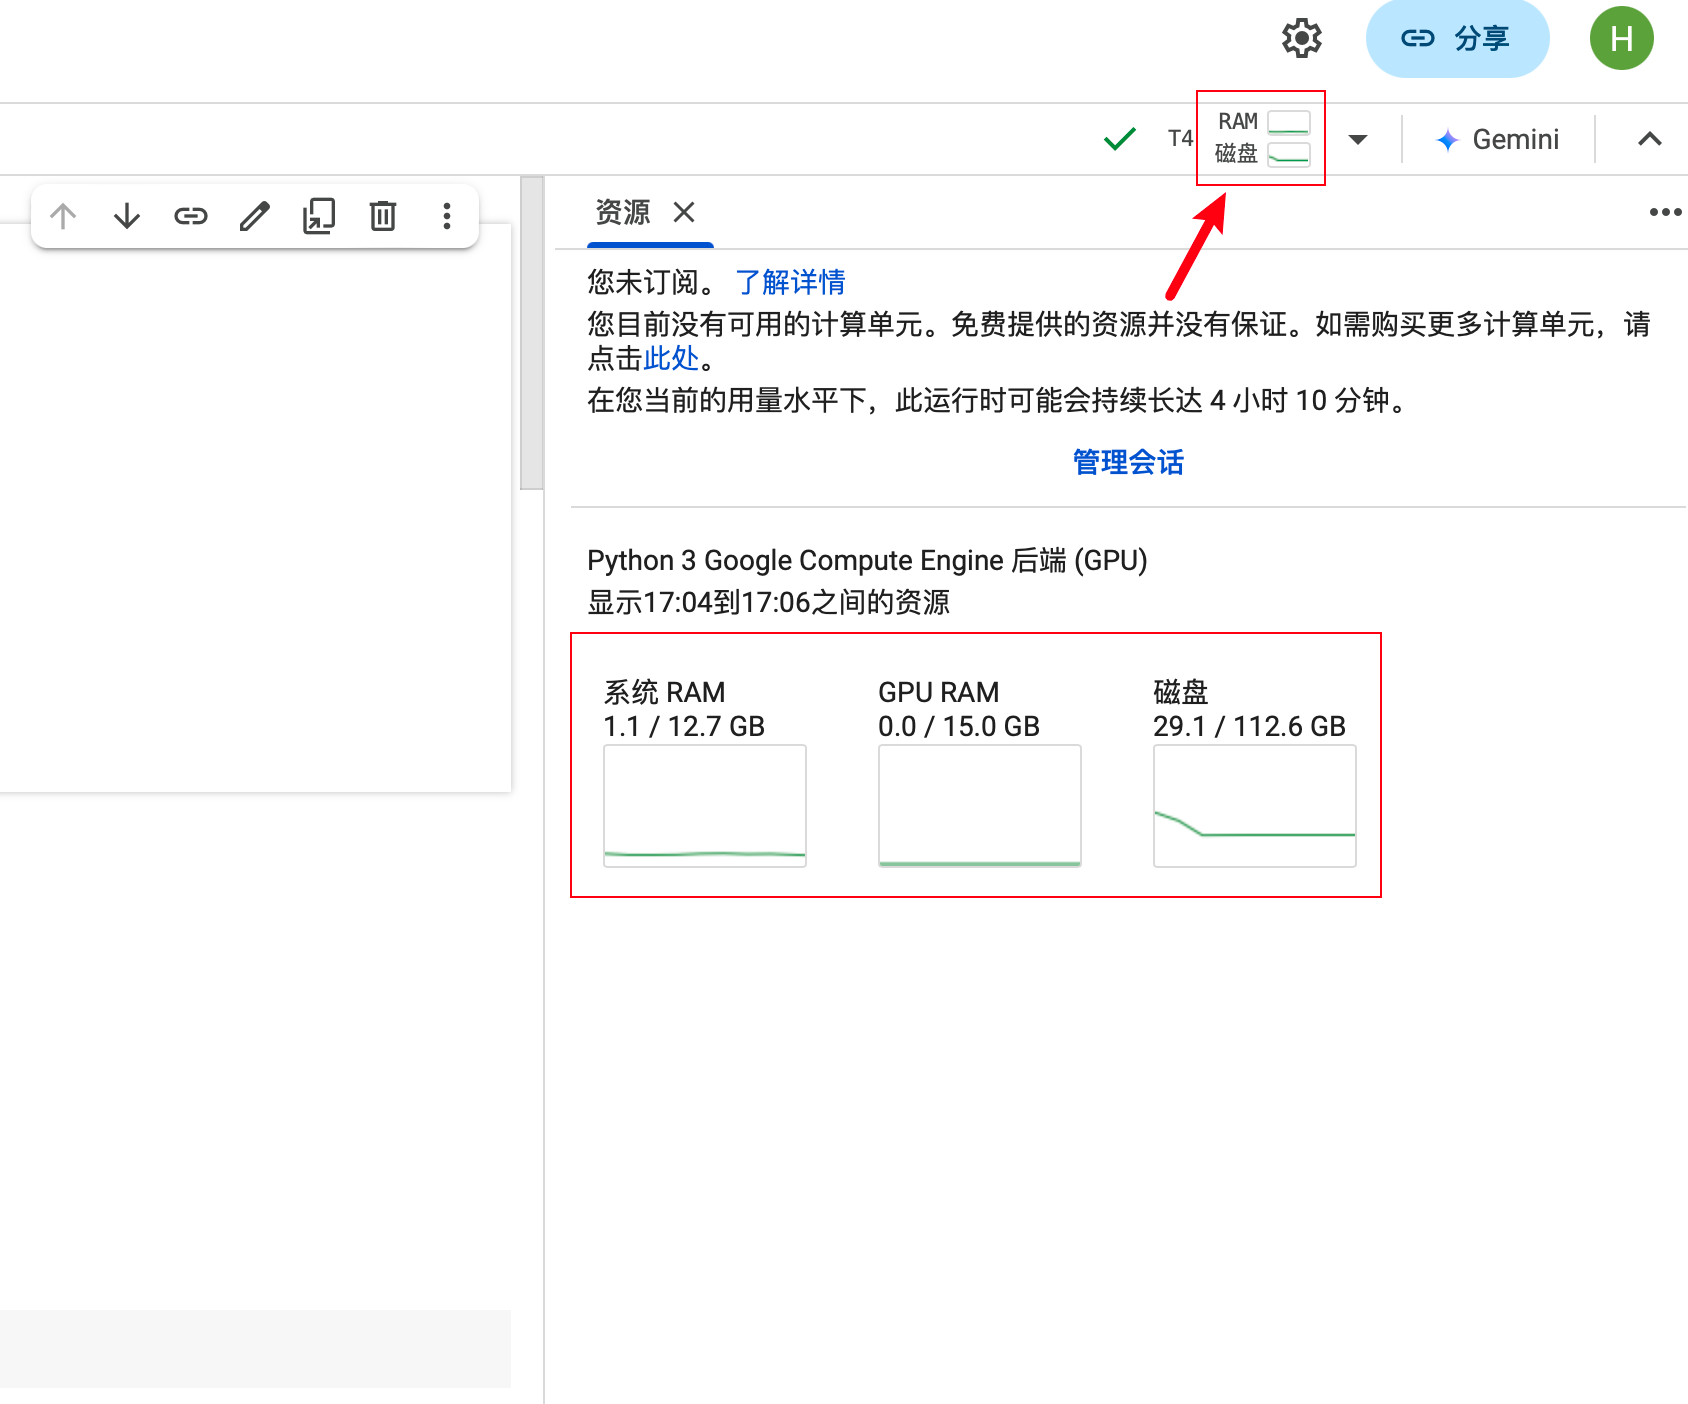 分享
H
T4
RAM
磁盘
Gemini
资源
您未订阅。 了解详情
您目前没有可用的计算单元。免费提供的资源并没有保证。如需购买更多计算单元，请
点击此处。
在您当前的用量水平下，此运行时可能会持续长达 4 小时 10 分钟。
管理会话
Python 3 Google Compute Engine 后端 (GPU)
显示17:04到17:06之间的资源
系统 RAM
1.1 / 12.7 GB
GPU RAM
0.0 / 15.0 GB
磁盘
29.1 / 112.6 GB